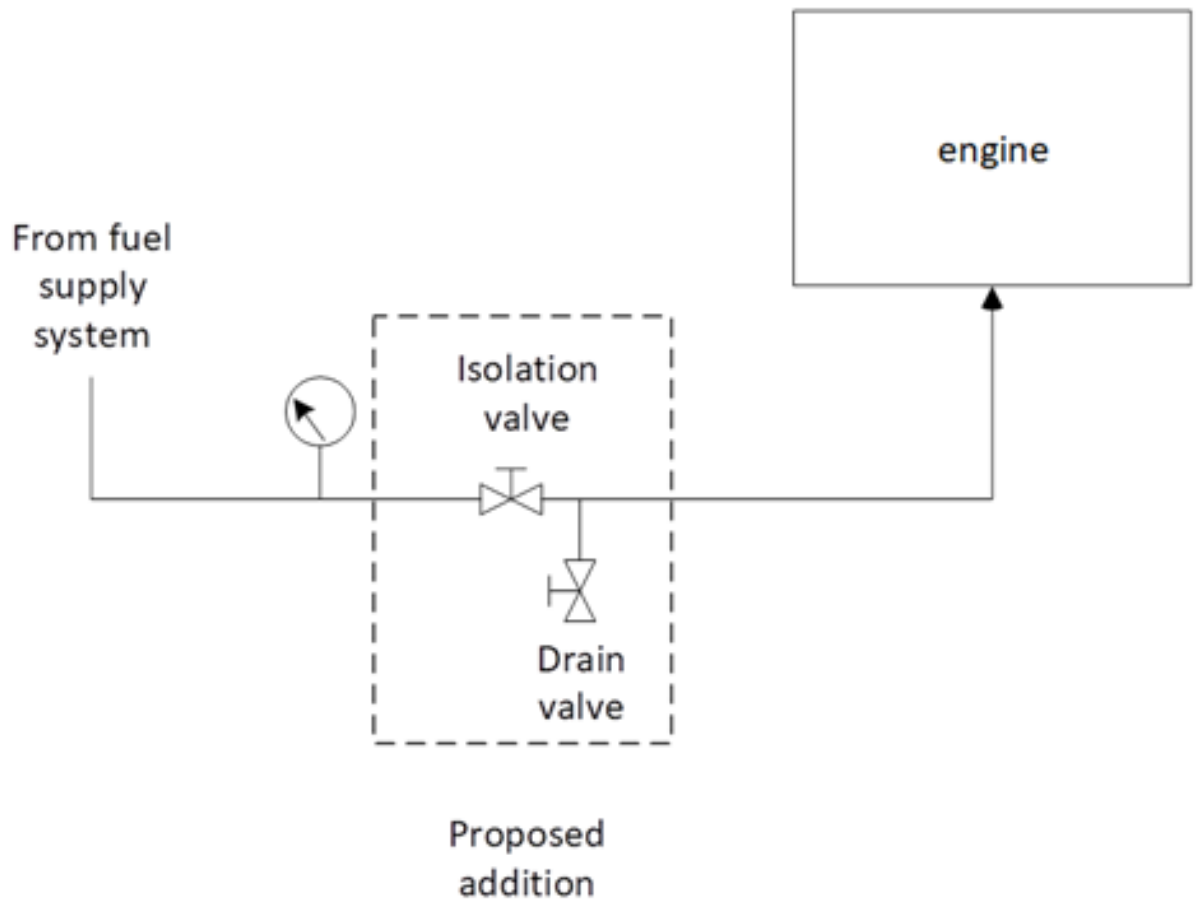 engine
From fuel
supply
system
Isolation
valve
Drain
valve
Proposed
addition